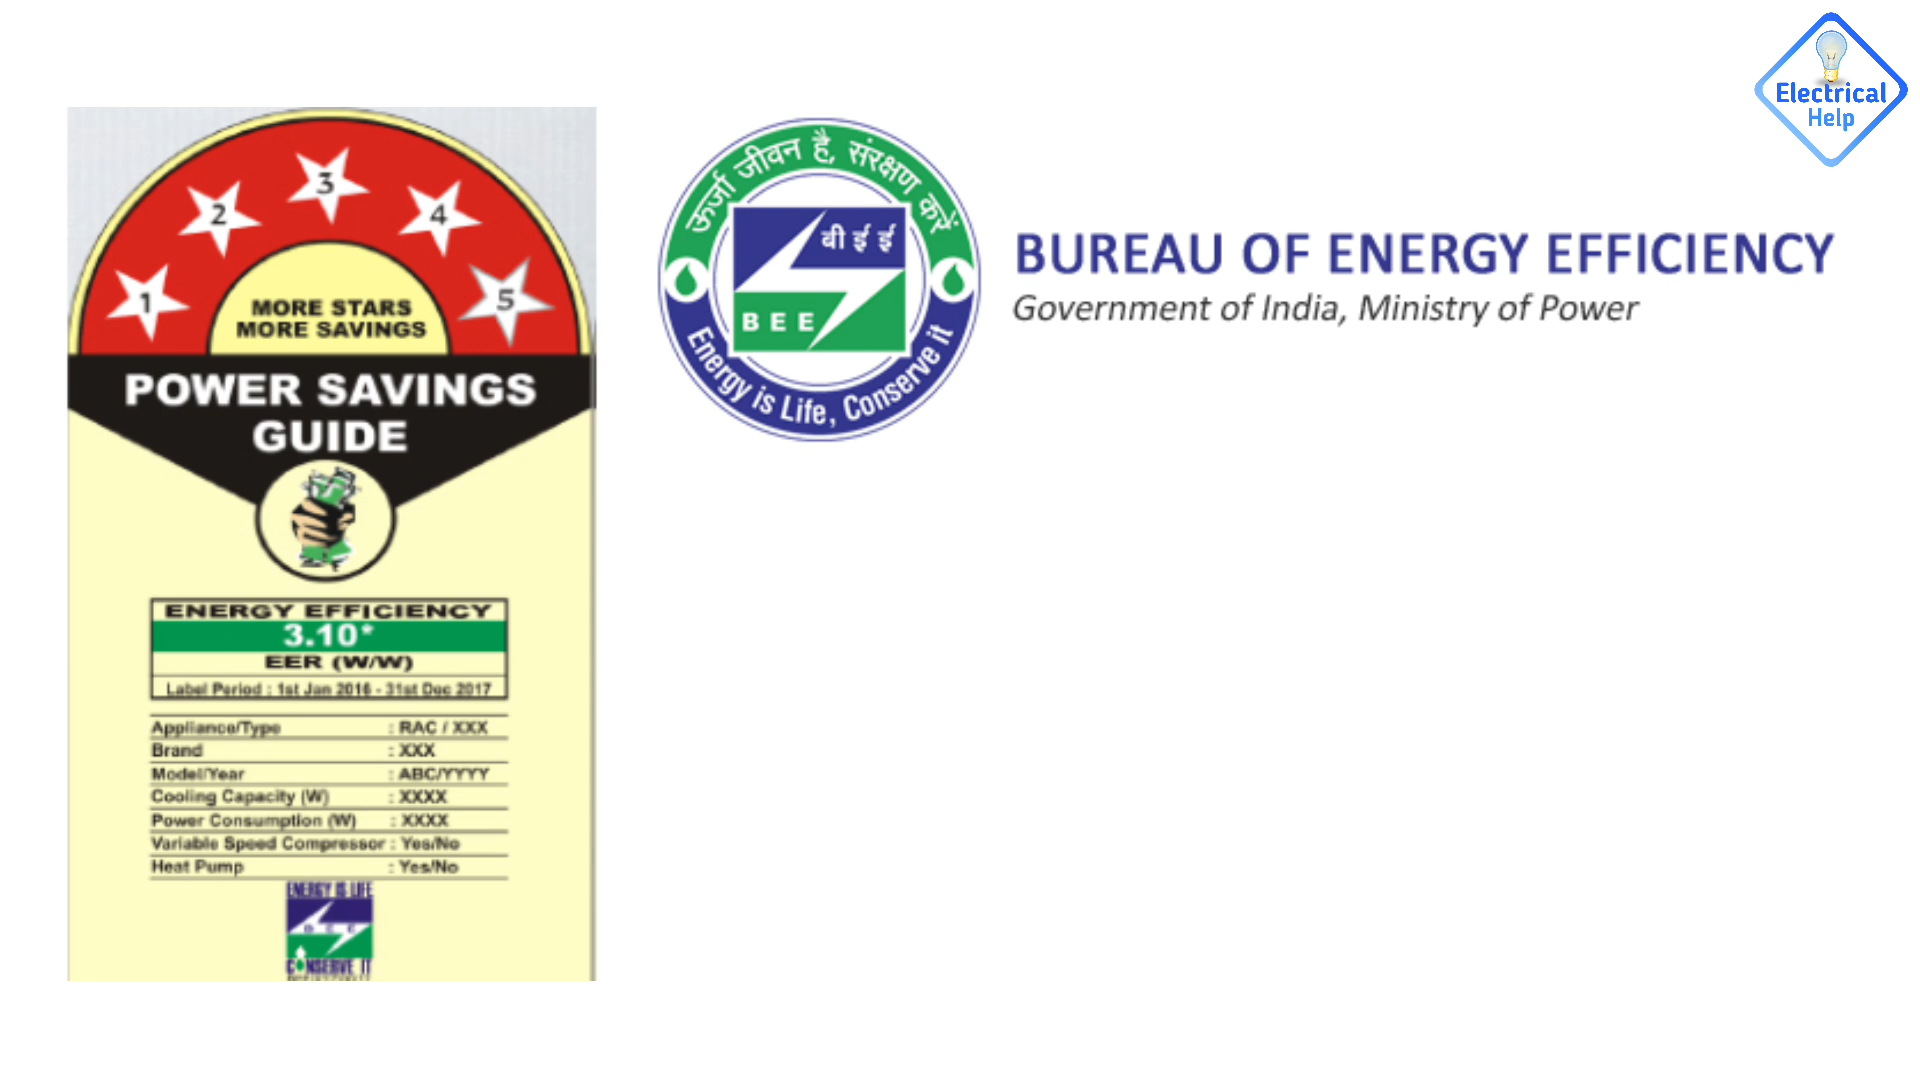 Electrical
Help
1
2
3
4
5
MORE STARS
MORE SAVINGS
POWER SAVINGS
GUIDE
ENERGY EFFICIENCY
3.10*
EER (W/W)
Label Period : 1st Jan 2016 - 31st Dec 2017
Appliance/Type : RAC / XXX
Brand : XXX
Model/Year : ABC/YYYY
Cooling Capacity (W) : XXXX
Power Consumption (W) : XXXX
Variable Speed Compressor : Yes/No
Heat Pump : Yes/No
ENERGY IS LIFE
CONSERVE IT
ऊर्जा जीवन है, संरक्षण करें
बी ई ई
BEE
Energy is Life, Conserve it
BUREAU OF ENERGY EFFICIENCY
Government of India, Ministry of Power